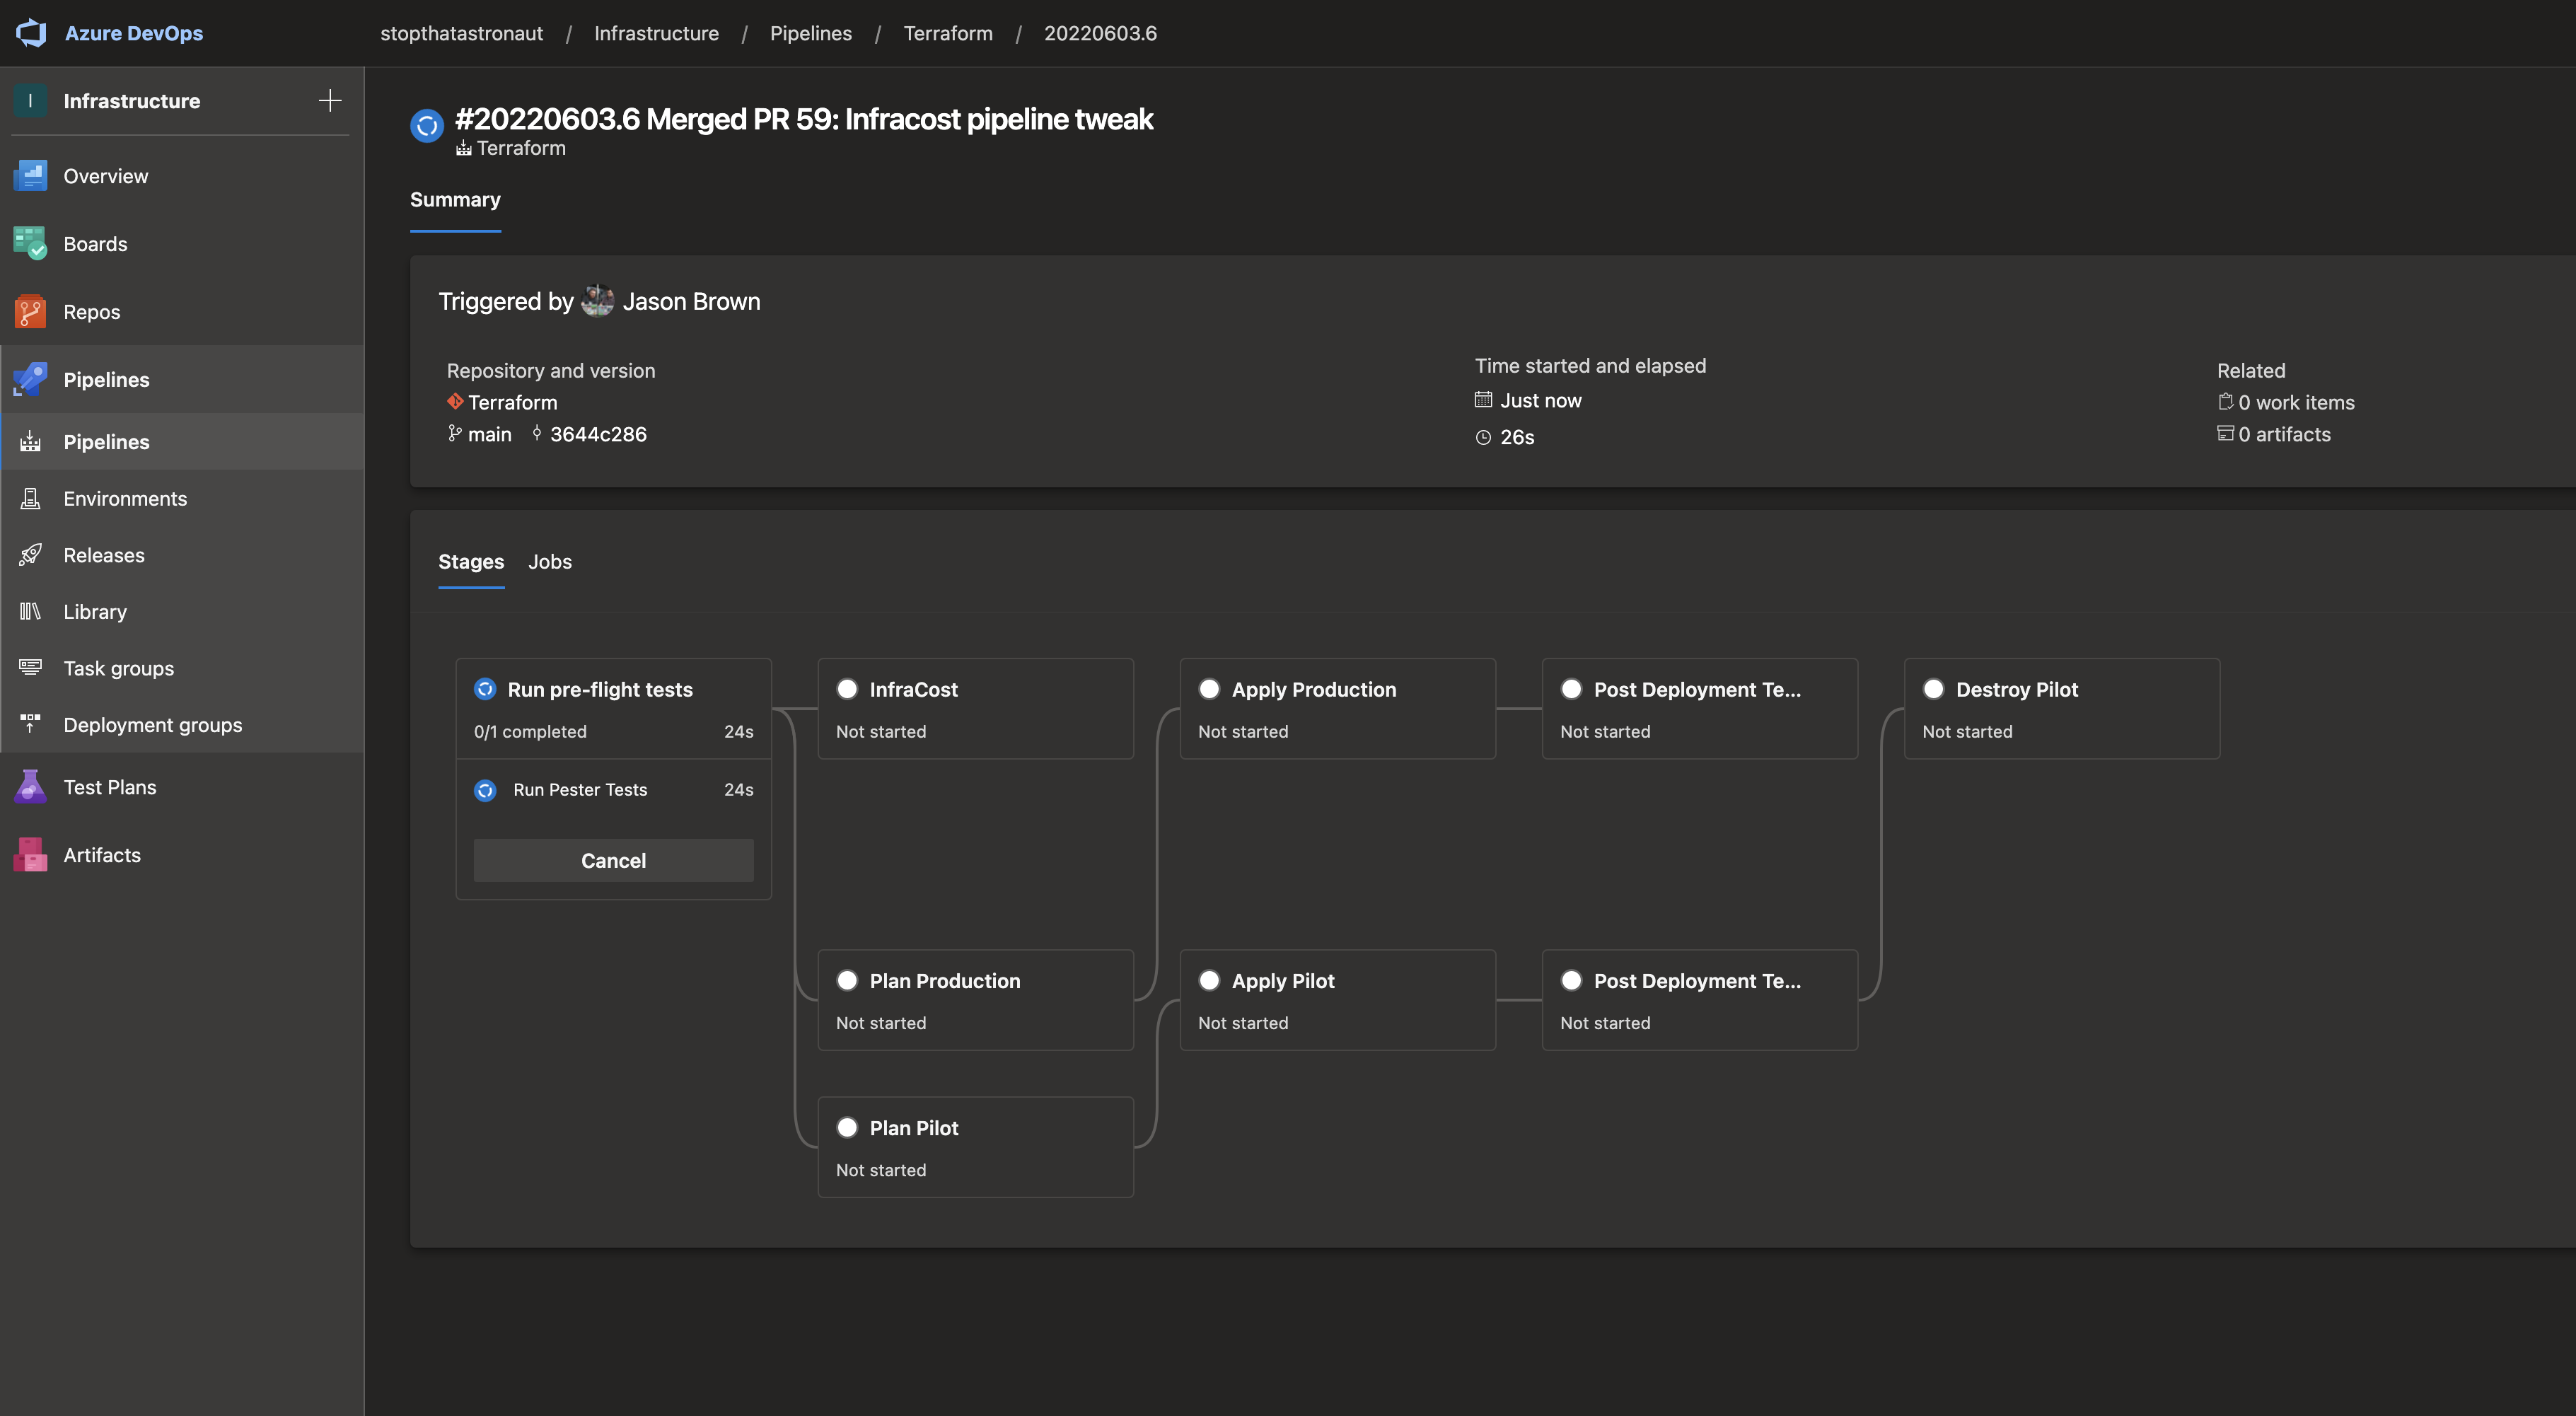 Azure DevOps
stopthatastronaut / Infrastructure / Pipelines / Terraform / 20220603.6
I Infrastructure
Overview
Boards
Repos
Pipelines
Pipelines
Environments
Releases
Library
Task groups
Deployment groups
Test Plans
Artifacts
#20220603.6 Merged PR 59: Infracost pipeline tweak
Terraform
Summary
Triggered by Jason Brown
Repository and version
Terraform
main 3644c286
Time started and elapsed
Just now
26s
Related
0 work items
0 artifacts
Stages Jobs
Run pre-flight tests
0/1 completed 24s
Run Pester Tests 24s
Cancel
InfraCost
Not started
Apply Production
Not started
Post Deployment Te...
Not started
Destroy Pilot
Not started
Plan Production
Not started
Apply Pilot
Not started
Post Deployment Te...
Not started
Plan Pilot
Not started